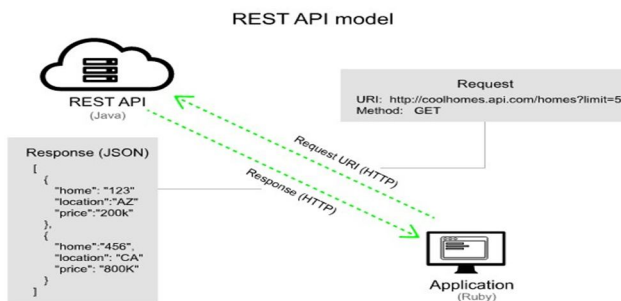 REST API model
REST API
(Java)
Request
URI: http://coolhomes.api.com/homes?limit=5
Method: GET
Request URI (HTTP)
Response (HTTP)
Response (JSON)
[
{
"home": "123"
"location":"AZ"
"price":"200k"
},
{
"home":"456",
"location": "CA"
"price": "800K"
}
]
Application
(Ruby)